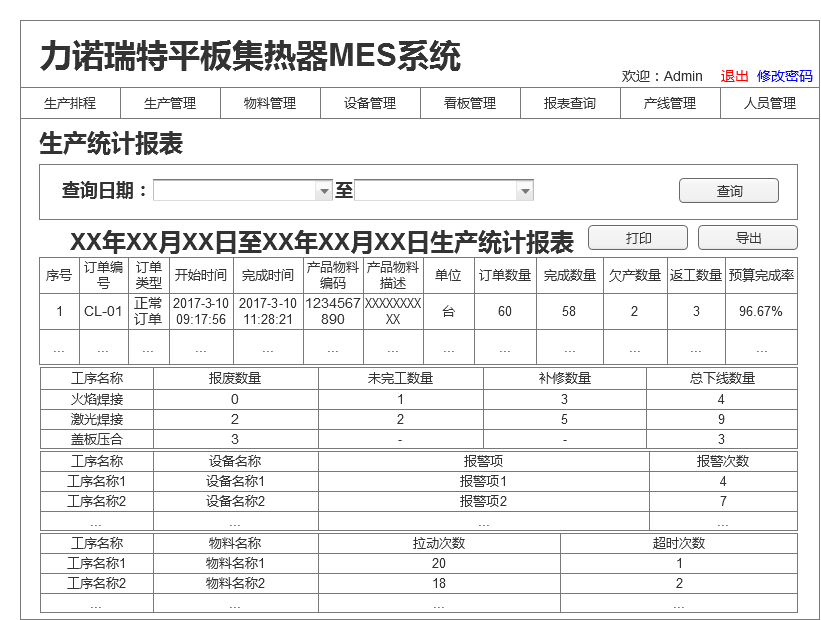 力诺瑞特平板集热器MES系统
欢迎：Admin 退出 修改密码
生产排程 生产管理 物料管理 设备管理 看板管理 报表查询 产线管理 人员管理
生产统计报表
查询日期： 至 查询
XX年XX月XX日至XX年XX月XX日生产统计报表 打印 导出
序号 订单编号 订单类型 开始时间 完成时间 产品物料编码 产品物料描述 单位 订单数量 完成数量 欠产数量 返工数量 预算完成率
1 CL-01 正常订单 2017-3-10 09:17:56 2017-3-10 11:28:21 1234567890 XXXXXXXXXX 台 60 58 2 3 96.67%
... ... ... ... ... ... ... ... ... ... ... ... ...
工序名称 报废数量 未完工数量 补修数量 总下线数量
火焰焊接 0 1 3 4
激光焊接 2 2 5 9
盖板压合 3 - - 3
工序名称 设备名称 报警项 报警次数
工序名称1 设备名称1 报警项1 4
工序名称2 设备名称2 报警项2 7
... ... ... ...
工序名称 物料名称 拉动次数 超时次数
工序名称1 物料名称1 20 1
工序名称2 物料名称2 18 2
... ... ... ...